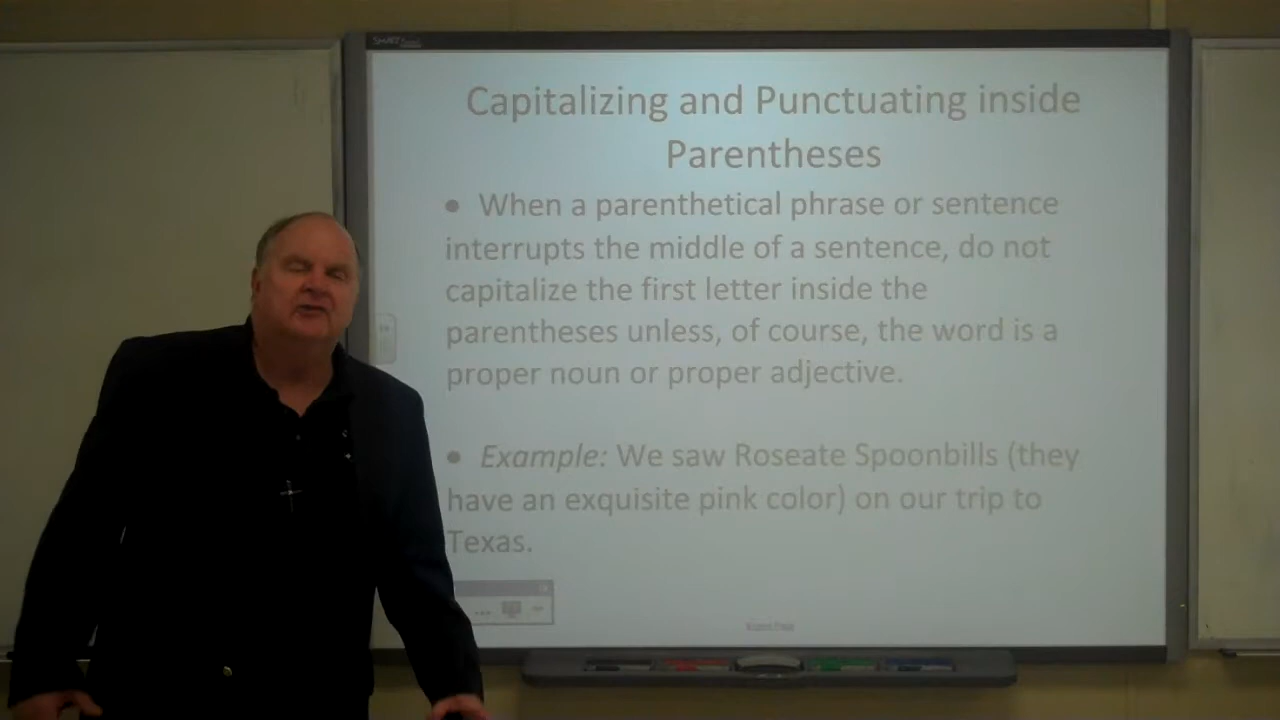 Capitalizing and Punctuating inside
Parentheses
• When a parenthetical phrase or sentence
interrupts the middle of a sentence, do not
capitalize the first letter inside the
parentheses unless, of course, the word is a
proper noun or proper adjective.
• Example: We saw Roseate Spoonbills (they
have an exquisite pink color) on our trip to
Texas.